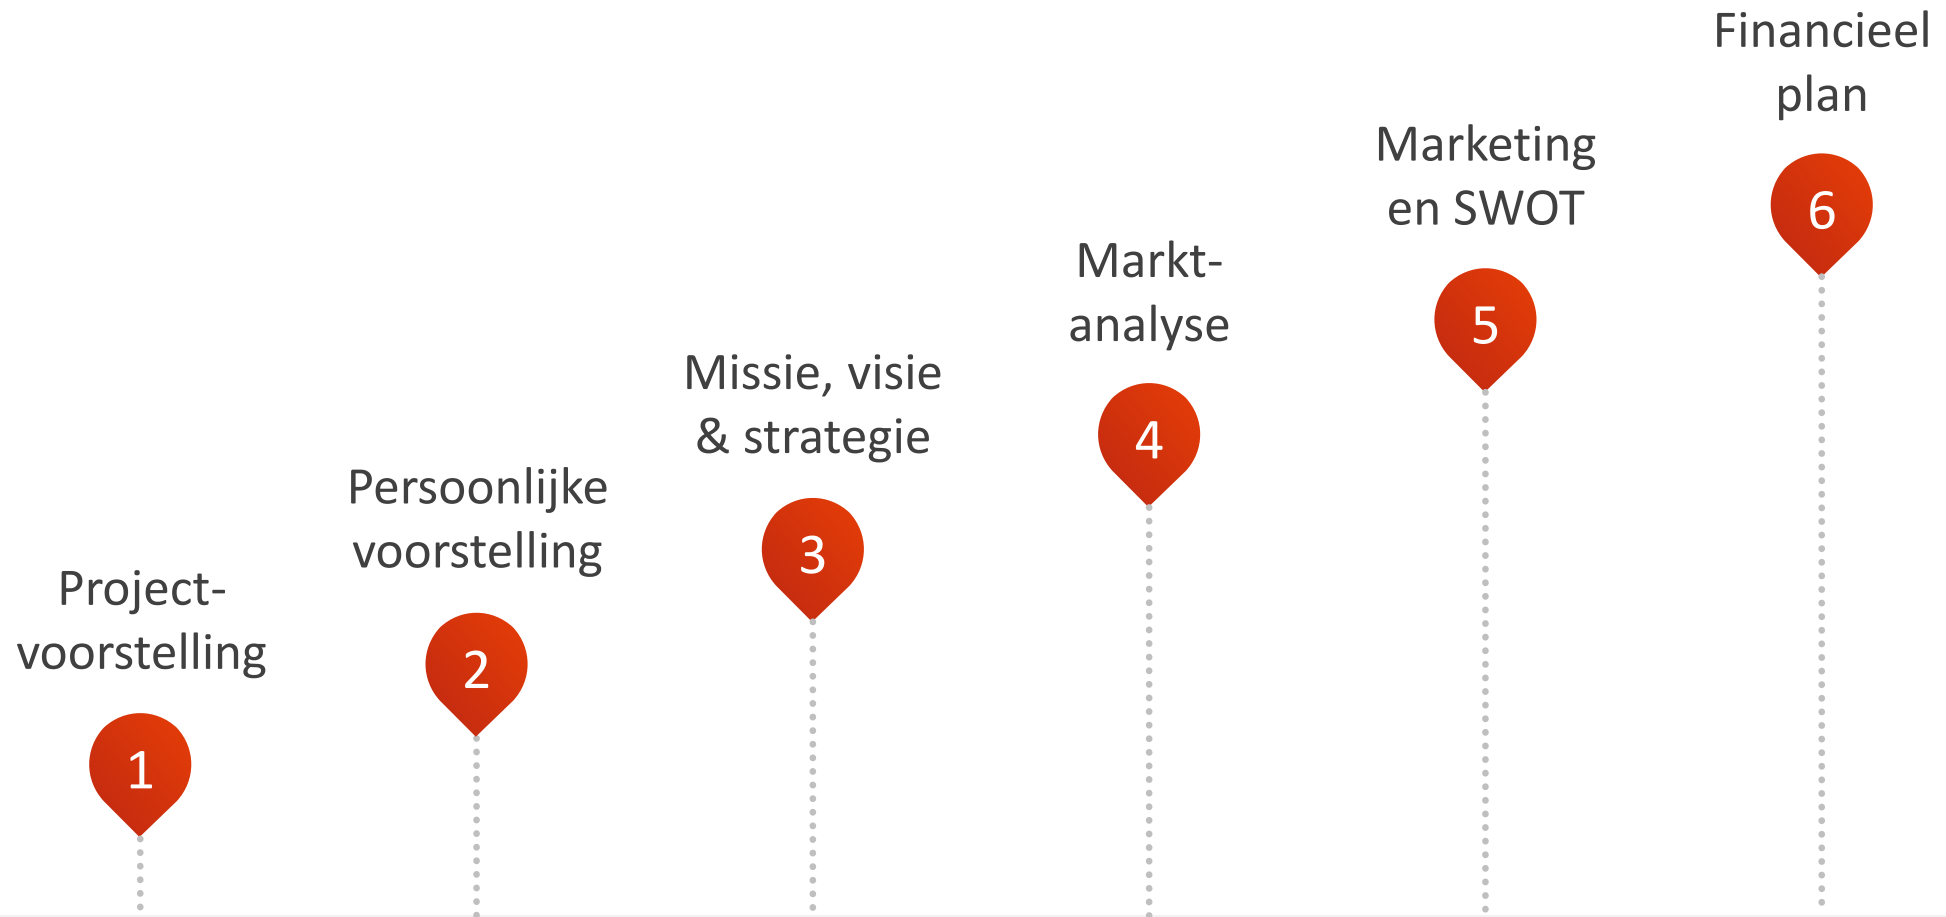 Project-
voorstelling
1
Persoonlijke
voorstelling
2
Missie, visie
& strategie
3
Markt-
analyse
4
Marketing
en SWOT
5
Financieel
plan
6